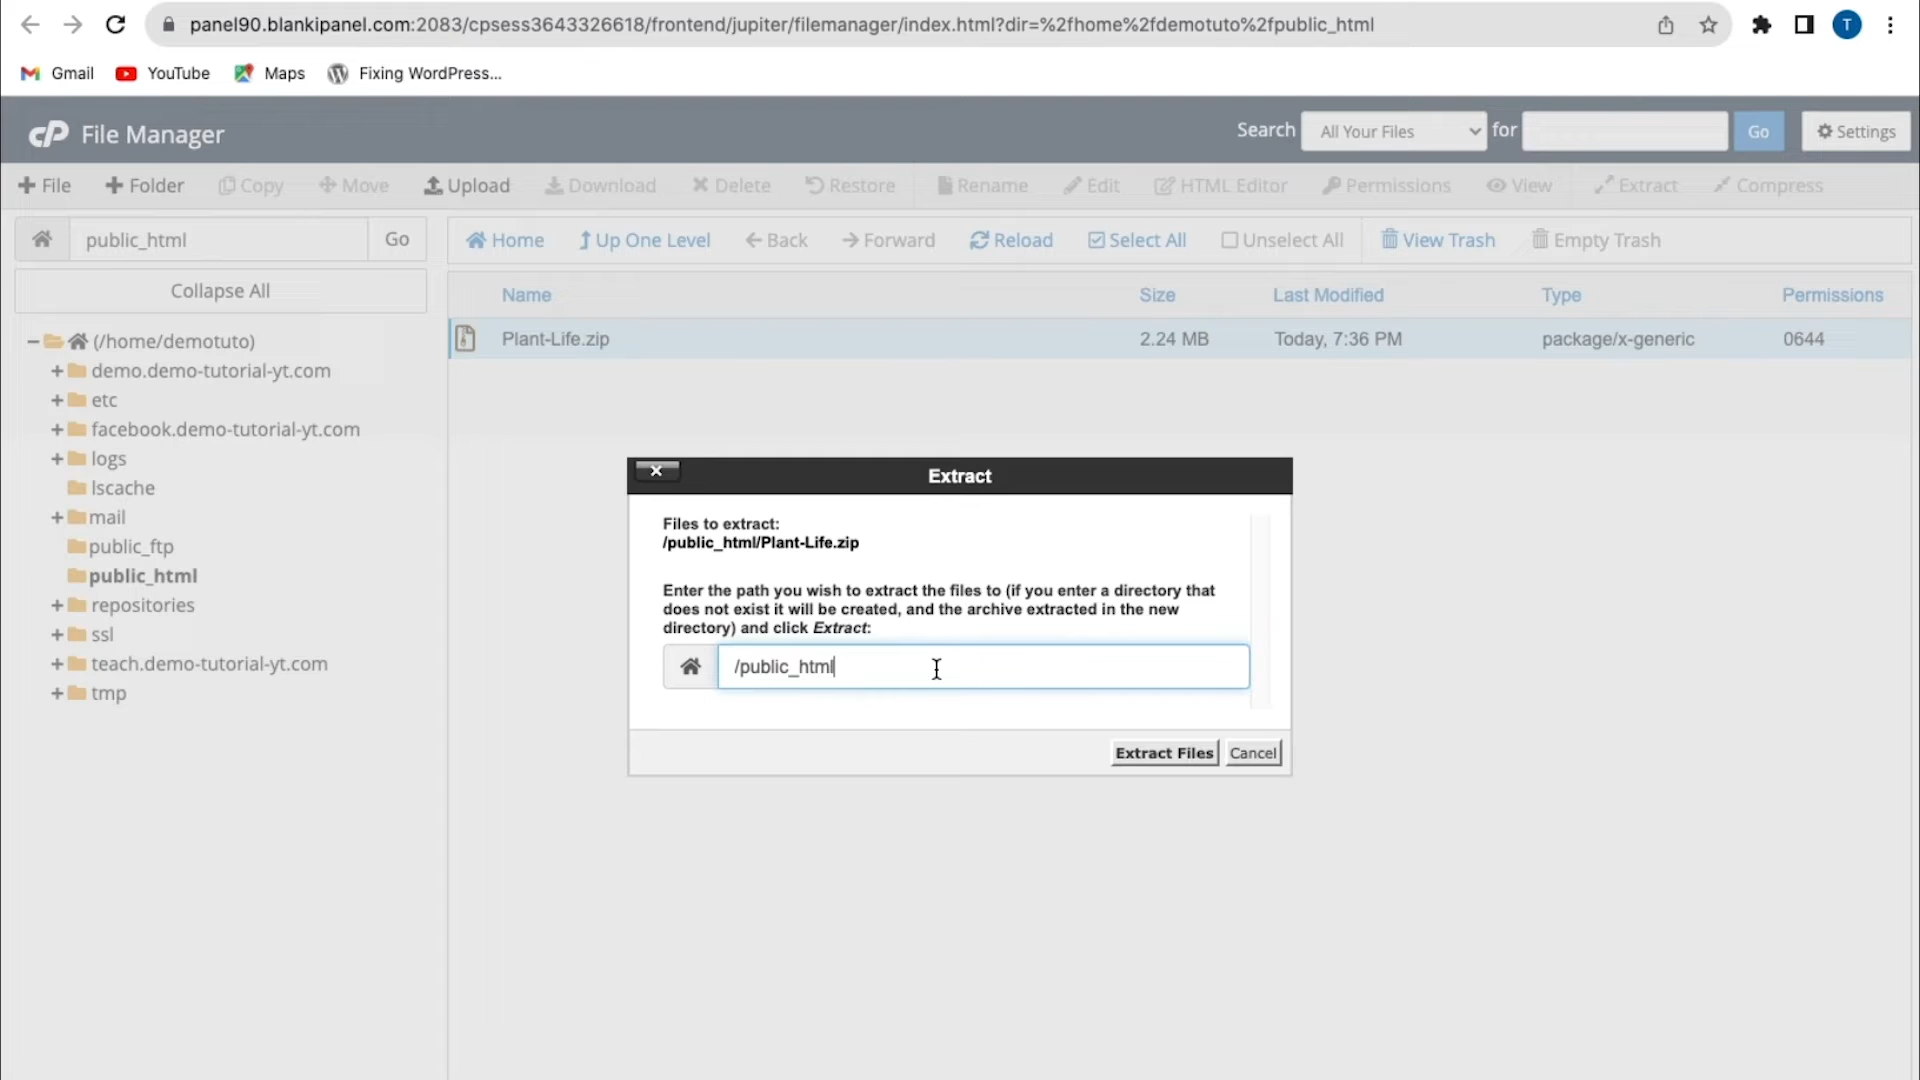 panel90.blankipanel.com:2083/cpsess3643326618/frontend/jupiter/filemanager/index.html?dir=%2fhome%2fdemotuto%2fpublic_html
T
Gmail YouTube Maps Fixing WordPress...
cP File Manager Search All Your Files for Go Settings
+ File + Folder Copy Move Upload Download Delete Restore Rename Edit HTML Editor Permissions View Extract Compress
public_html Go
Home Up One Level Back Forward Reload Select All Unselect All View Trash Empty Trash
Collapse All
Name Size Last Modified Type Permissions
Plant-Life.zip 2.24 MB Today, 7:36 PM package/x-generic 0644
− (/home/demotuto)
+ demo.demo-tutorial-yt.com
+ etc
+ facebook.demo-tutorial-yt.com
+ logs
lscache
+ mail
public_ftp
public_html
+ repositories
+ ssl
+ teach.demo-tutorial-yt.com
+ tmp
Extract
Files to extract:
/public_html/Plant-Life.zip
Enter the path you wish to extract the files to (if you enter a directory that
does not exist it will be created, and the archive extracted in the new
directory) and click Extract:
/public_html
Extract Files Cancel